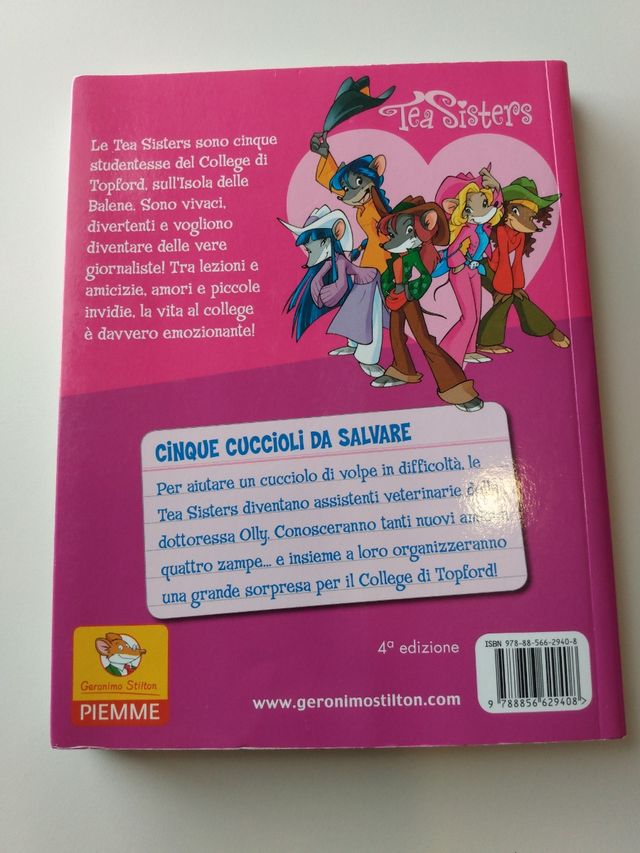 Tea Sisters
Le Tea Sisters sono cinque
studentesse del College di
Topford, sull'Isola delle
Balene. Sono vivaci,
divertenti e vogliono
diventare delle vere
giornaliste! Tra lezioni e
amicizie, amori e piccole
invidie, la vita al college
è davvero emozionante!
CINQUE CUCCIOLI DA SALVARE
Per aiutare un cucciolo di volpe in difficoltà, le
Tea Sisters diventano assistenti veterinarie della
dottoressa Olly. Conosceranno tanti nuovi amici a
quattro zampe... e insieme a loro organizzeranno
una grande sorpresa per il College di Topford!
Geronimo Stilton
PIEMME
4ª edizione
www.geronimostilton.com
ISBN 978-88-566-2940-8
9 788856 629408